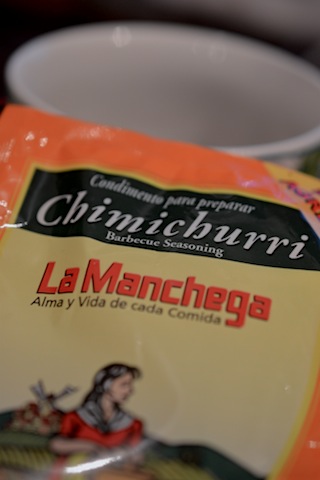 Condimento para preparar
Chimichurri
Barbecue Seasoning
La Manchega
Alma y Vida de cada Comida